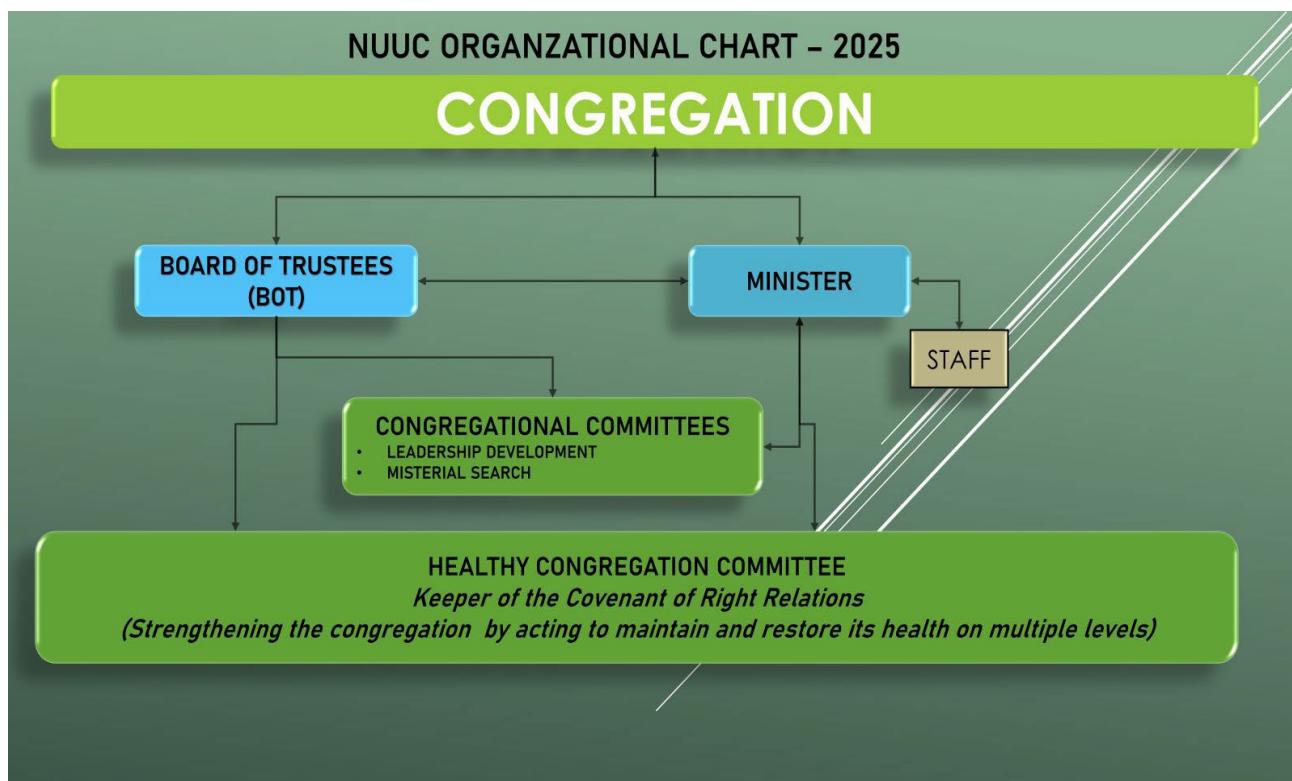 NUUC ORGANZATIONAL CHART – 2025
CONGREGATION
BOARD OF TRUSTEES
(BOT)
MINISTER
STAFF
CONGREGATIONAL COMMITTEES
• LEADERSHIP DEVELOPMENT
• MISTERIAL SEARCH
HEALTHY CONGREGATION COMMITTEE
Keeper of the Covenant of Right Relations
(Strengthening the congregation by acting to maintain and restore its health on multiple levels)